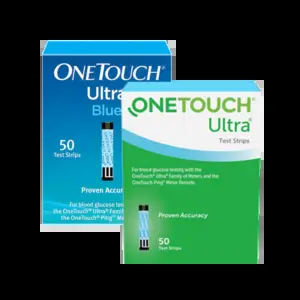 ONETOUCH®
Ultra
Blue
50
Test Strips
Proven Accuracy
For blood glucose
the OneTouch® Ultra® Fam
the OneTouch® Ping® Me
ONETOUCH®
Ultra®
Test Strips
For blood glucose testing with the
OneTouch® Ultra® Family of Meters and the
OneTouch Ping® Meter Remote.
Proven Accuracy
50
Test Strips